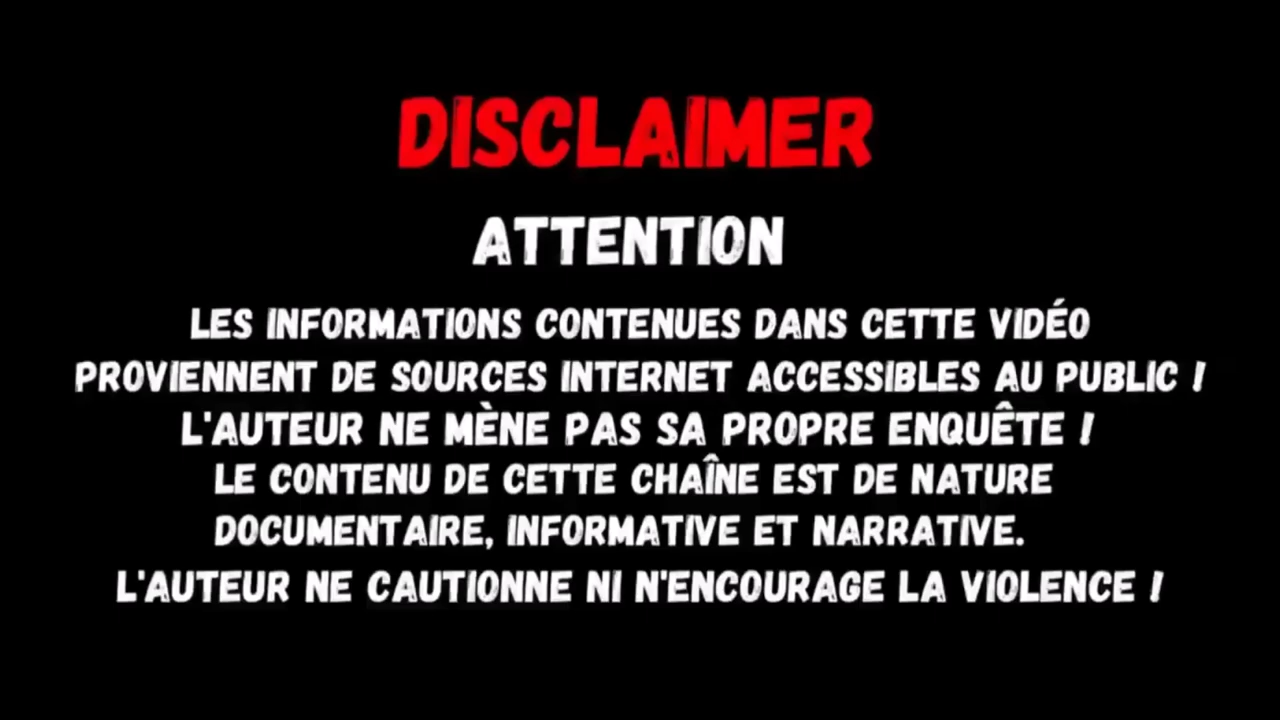 DISCLAIMER
ATTENTION
LES INFORMATIONS CONTENUES DANS CETTE VIDÉO
PROVIENNENT DE SOURCES INTERNET ACCESSIBLES AU PUBLIC !
L'AUTEUR NE MÈNE PAS SA PROPRE ENQUÊTE !
LE CONTENU DE CETTE CHAÎNE EST DE NATURE
DOCUMENTAIRE, INFORMATIVE ET NARRATIVE.
L'AUTEUR NE CAUTIONNE NI N'ENCOURAGE LA VIOLENCE !